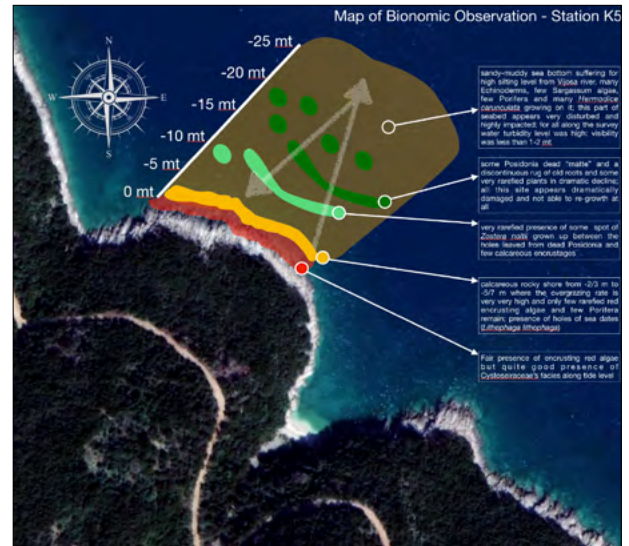 Map of Bionomic Observation - Station K5
N
W
E
S
-25 mt
-20 mt
-15 mt
-10 mt
-5 mt
0 mt
sandy-muddy sea bottom suffering for
high silting level from Vijosa river, many
Echinoderms, few Sargassum algae,
few Porifera and many Hermodice
carunculata growing on it; this part of
seabed appears very disturbed and
highly impacted; for all along the survey
water turbidity level was high: visibility
was less than 1-2 mt
some Posidonia dead "matte" and a
discontinuous rug of old roots and some
very rarefied plants in dramatic decline;
all this site appears dramatically
damaged and not able to re-growth at
all
very rarefied presence of some spot of
Zostera noltii grown up between the
holes leaved from dead Posidonia and
few calcareous encrustages
calcareous rocky shore from -2/3 m to
-5/7 m where the overgrazing rate is
very very high and only few rarefied red
encrusting algae and few Porifera
remain; presence of holes of sea dates
(Lithophaga lithophaga)
Fair presence of encrusting red algae
but quite good presence of
Cystoseiraceae's facies along tide level